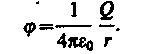 φ = 1/(4πε₀) Q/r.